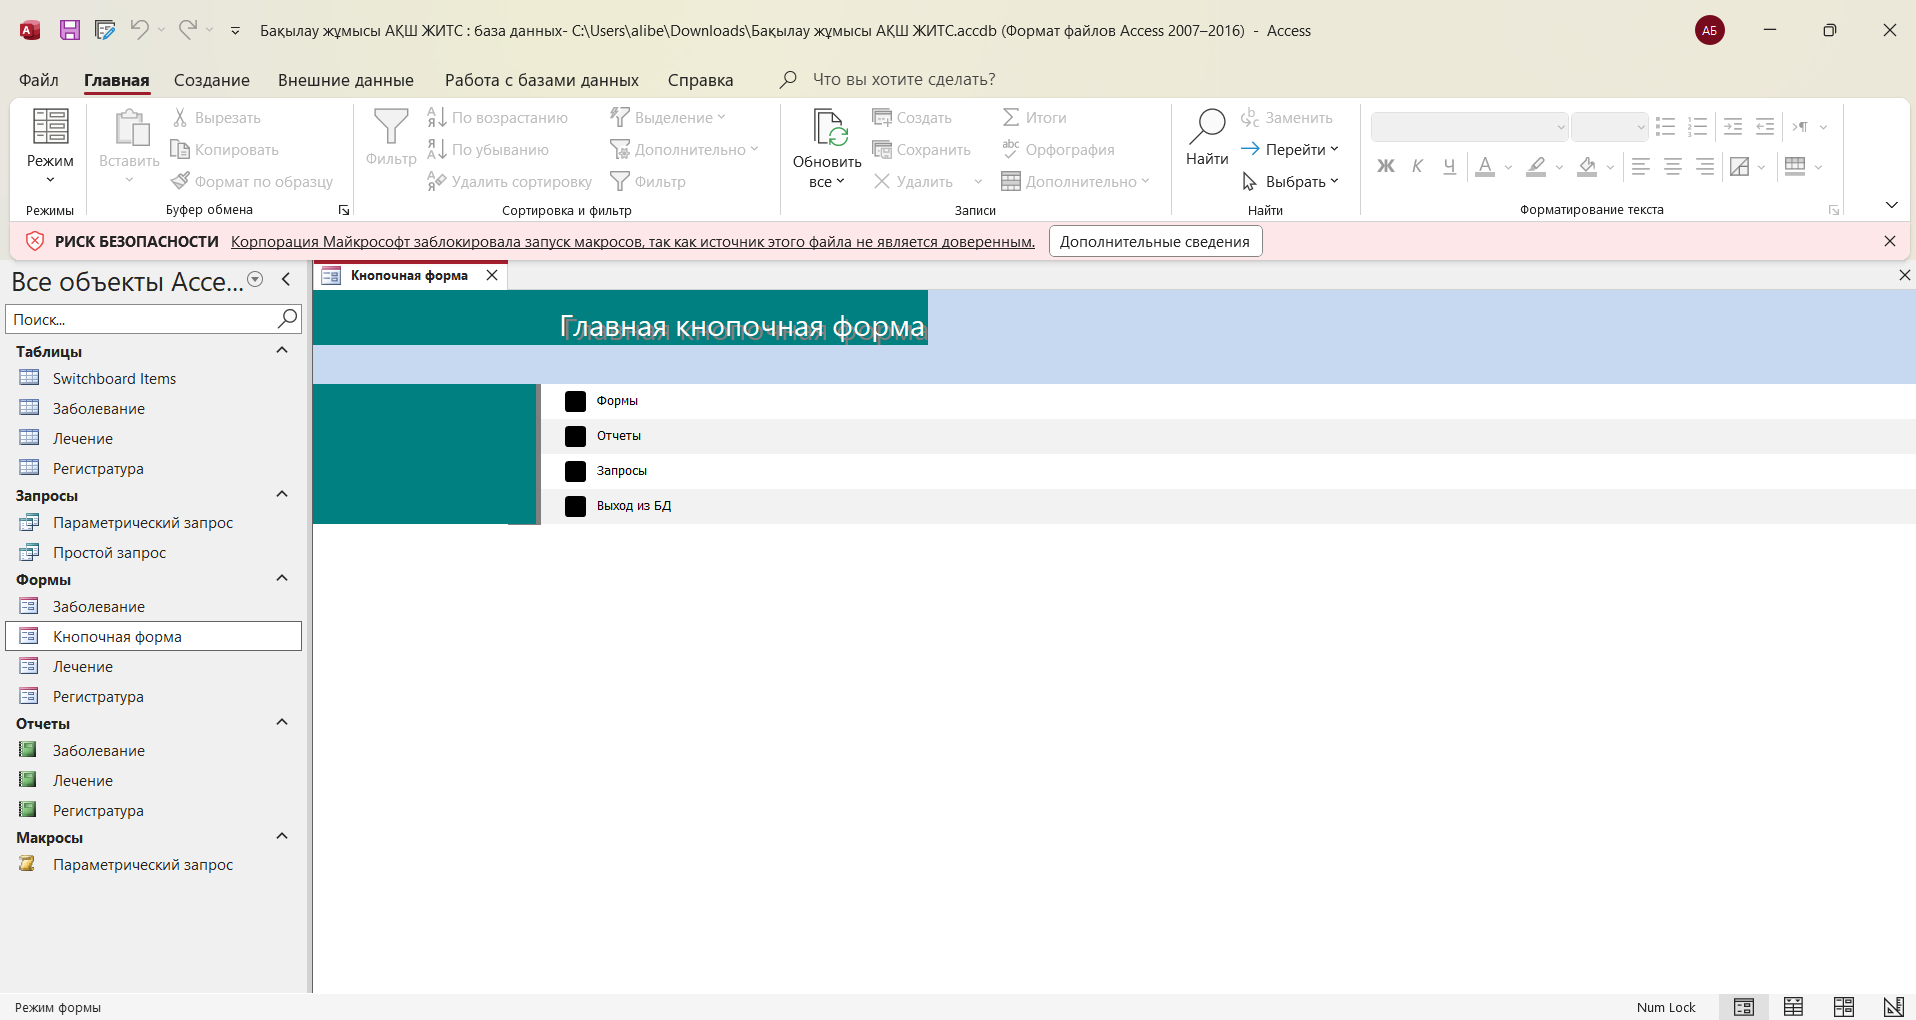 Бақылау жұмысы АҚШ ЖИТС : база данных- C:\Users\alibe\Downloads\Бақылау жұмысы АҚШ ЖИТС.accdb (Формат файлов Access 2007–2016) - Access
АБ
Файл Главная Создание Внешние данные Работа с базами данных Справка Что вы хотите сделать?
Режим
Режимы
Вставить
Вырезать
Копировать
Формат по образцу
Буфер обмена
Фильтр
По возрастанию
По убыванию
Удалить сортировку
Выделение
Дополнительно
Фильтр
Сортировка и фильтр
Обновить все
Создать
Сохранить
Удалить
Итоги
Орфография
Дополнительно
Записи
Найти
Заменить
Перейти
Выбрать
Найти
Ж К Ч А
Форматирование текста
РИСК БЕЗОПАСНОСТИ Корпорация Майкрософт заблокировала запуск макросов, так как источник этого файла не является доверенным. Дополнительные сведения
Все объекты Acce...
Поиск...
Таблицы
Switchboard Items
Заболевание
Лечение
Регистратура
Запросы
Параметрический запрос
Простой запрос
Формы
Заболевание
Кнопочная форма
Лечение
Регистратура
Отчеты
Заболевание
Лечение
Регистратура
Макросы
Параметрический запрос
Кнопочная форма
Главная кнопочная форма
Формы
Отчеты
Запросы
Выход из БД
Режим формы
Num Lock